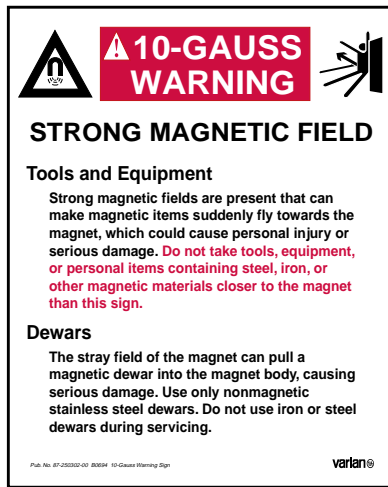 10-GAUSS
WARNING
STRONG MAGNETIC FIELD
Tools and Equipment
Strong magnetic fields are present that can
make magnetic items suddenly fly towards the
magnet, which could cause personal injury or
serious damage. Do not take tools, equipment,
or personal items containing steel, iron, or
other magnetic materials closer to the magnet
than this sign.
Dewars
The stray field of the magnet can pull a
magnetic dewar into the magnet body, causing
serious damage. Use only nonmagnetic
stainless steel dewars. Do not use iron or steel
dewars during servicing.
Pub. No. 87-250302-00 B0694 10-Gauss Warning Sign
varian